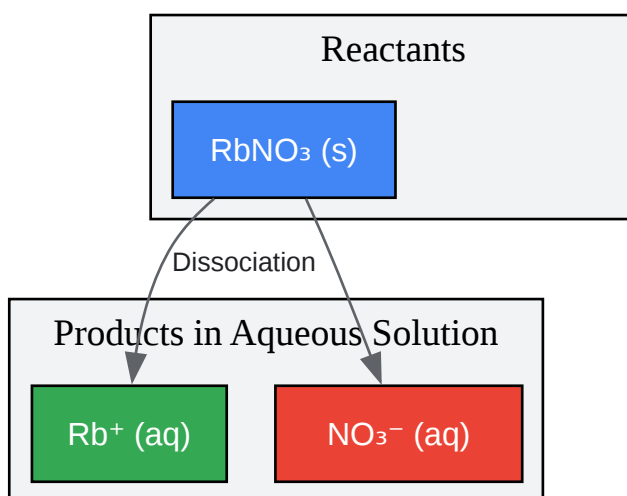 Reactants
RbNO₃ (s)
Dissociation
Products in Aqueous Solution
Rb⁺ (aq)
NO₃⁻ (aq)